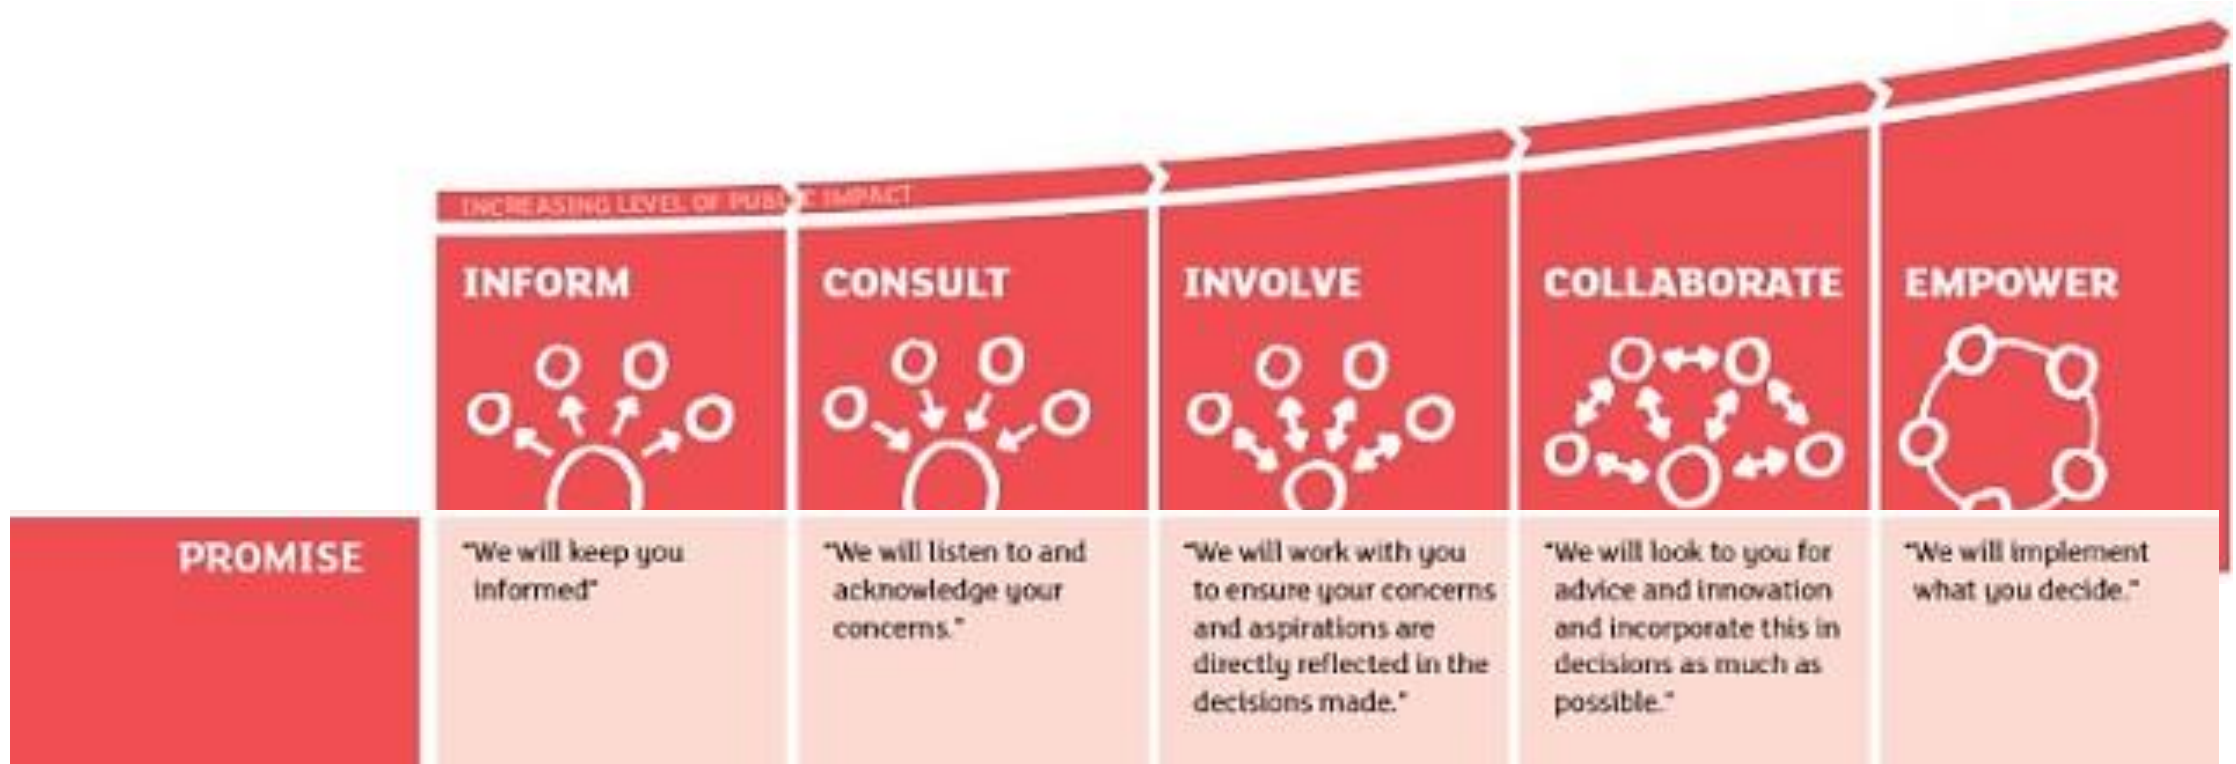 INCREASING LEVEL OF PUBLIC IMPACT
INFORM
CONSULT
INVOLVE
COLLABORATE
EMPOWER
PROMISE
"We will keep you
informed"
"We will listen to and
acknowledge your
concerns."
"We will work with you
to ensure your concerns
and aspirations are
directly reflected in the
decisions made."
"We will look to you for
advice and innovation
and incorporate this in
decisions as much as
possible."
"We will implement
what you decide."